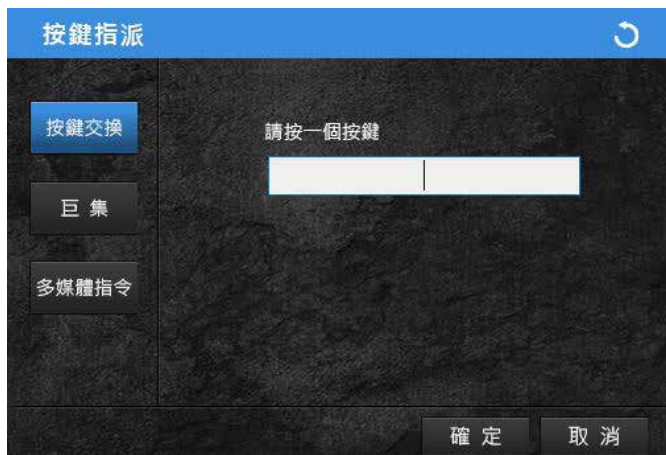 按鍵指派
按鍵交換
請按一個按鍵
巨集
多媒體指令
確定
取消